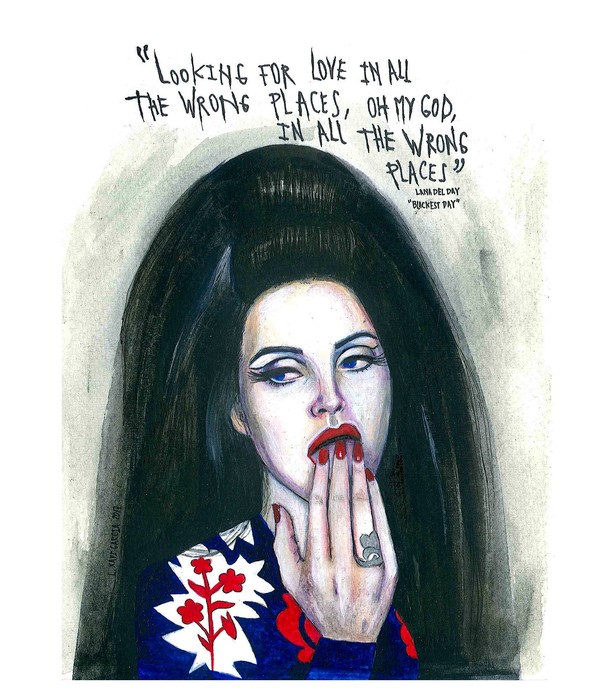 “LOOKING FOR LOVE IN ALL
THE WRONG PLACES, OH MY GOD,
IN ALL THE WRONG
PLACES”
LANA DEL DAY
"BLACKEST DAY"